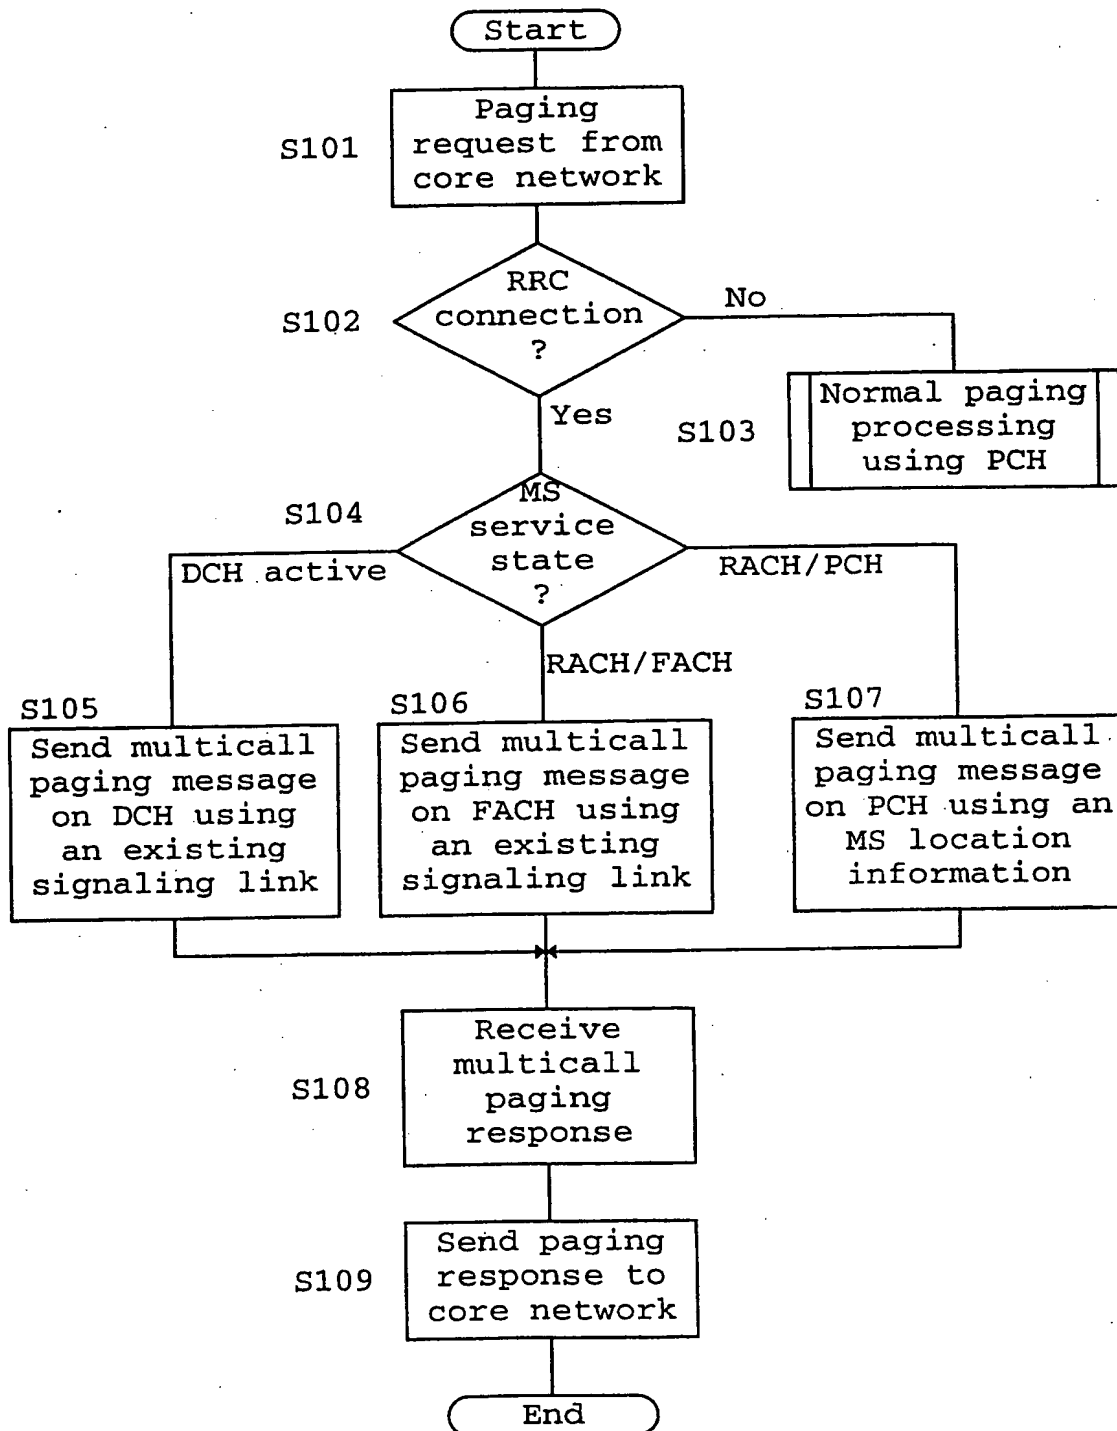 Start
S101
Paging
request from
core network
S102
RRC
connection
?
No
Yes
S103
Normal paging
processing
using PCH
S104
MS
service
state
?
DCH active
RACH/PCH
RACH/FACH
S105
Send multicall
paging message
on DCH using
an existing
signaling link
S106
Send multicall
paging message
on FACH using
an existing
signaling link
S107
Send multicall
paging message
on PCH using an
MS location
information
S108
Receive
multicall
paging
response
S109
Send paging
response to
core network
End